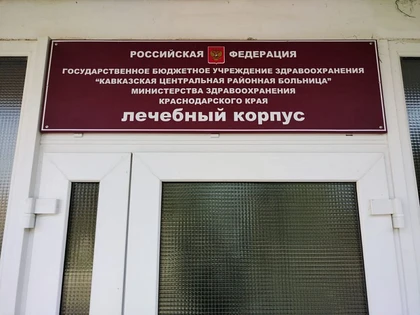 РОССИЙСКАЯ ФЕДЕРАЦИЯ
ГОСУДАРСТВЕННОЕ БЮДЖЕТНОЕ УЧРЕЖДЕНИЕ ЗДРАВООХРАНЕНИЯ
"КАВКАЗСКАЯ ЦЕНТРАЛЬНАЯ РАЙОННАЯ БОЛЬНИЦА"
МИНИСТЕРСТВА ЗДРАВООХРАНЕНИЯ
КРАСНОДАРСКОГО КРАЯ
лечебный корпус